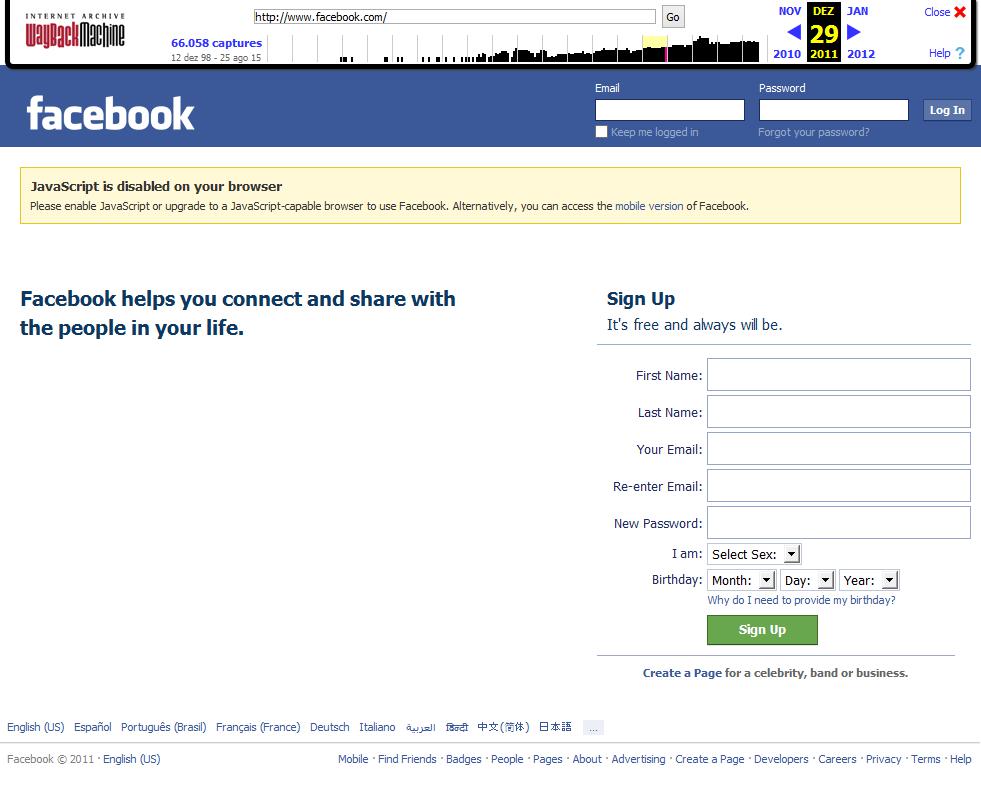 INTERNET ARCHIVE
WayBackMachine
http://www.facebook.com/
Go
66.058 captures
12 dez 98 - 25 ago 15
NOV DEZ JAN
29
2010 2011 2012
Close
Help ?
facebook
Email
Password
Log In
Keep me logged in
Forgot your password?
JavaScript is disabled on your browser
Please enable JavaScript or upgrade to a JavaScript-capable browser to use Facebook. Alternatively, you can access the mobile version of Facebook.
Facebook helps you connect and share with
the people in your life.
Sign Up
It's free and always will be.
First Name:
Last Name:
Your Email:
Re-enter Email:
New Password:
I am: Select Sex:
Birthday: Month: Day: Year:
Why do I need to provide my birthday?
Sign Up
Create a Page for a celebrity, band or business.
English (US) Español Português (Brasil) Français (France) Deutsch Italiano العربية हिन्दी 中文(简体) 日本語 ...
Facebook © 2011 · English (US)
Mobile · Find Friends · Badges · People · Pages · About · Advertising · Create a Page · Developers · Careers · Privacy · Terms · Help